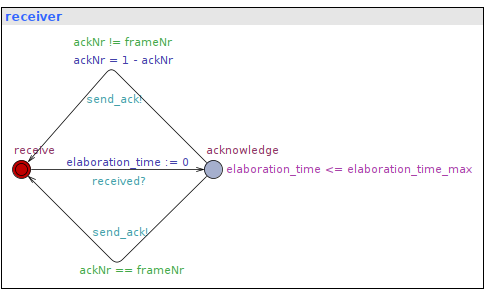 receiver
ackNr != frameNr
ackNr = 1 - ackNr
send_ack!
receive
acknowledge
elaboration_time := 0
elaboration_time <= elaboration_time_max
received?
send_ack!
ackNr == frameNr